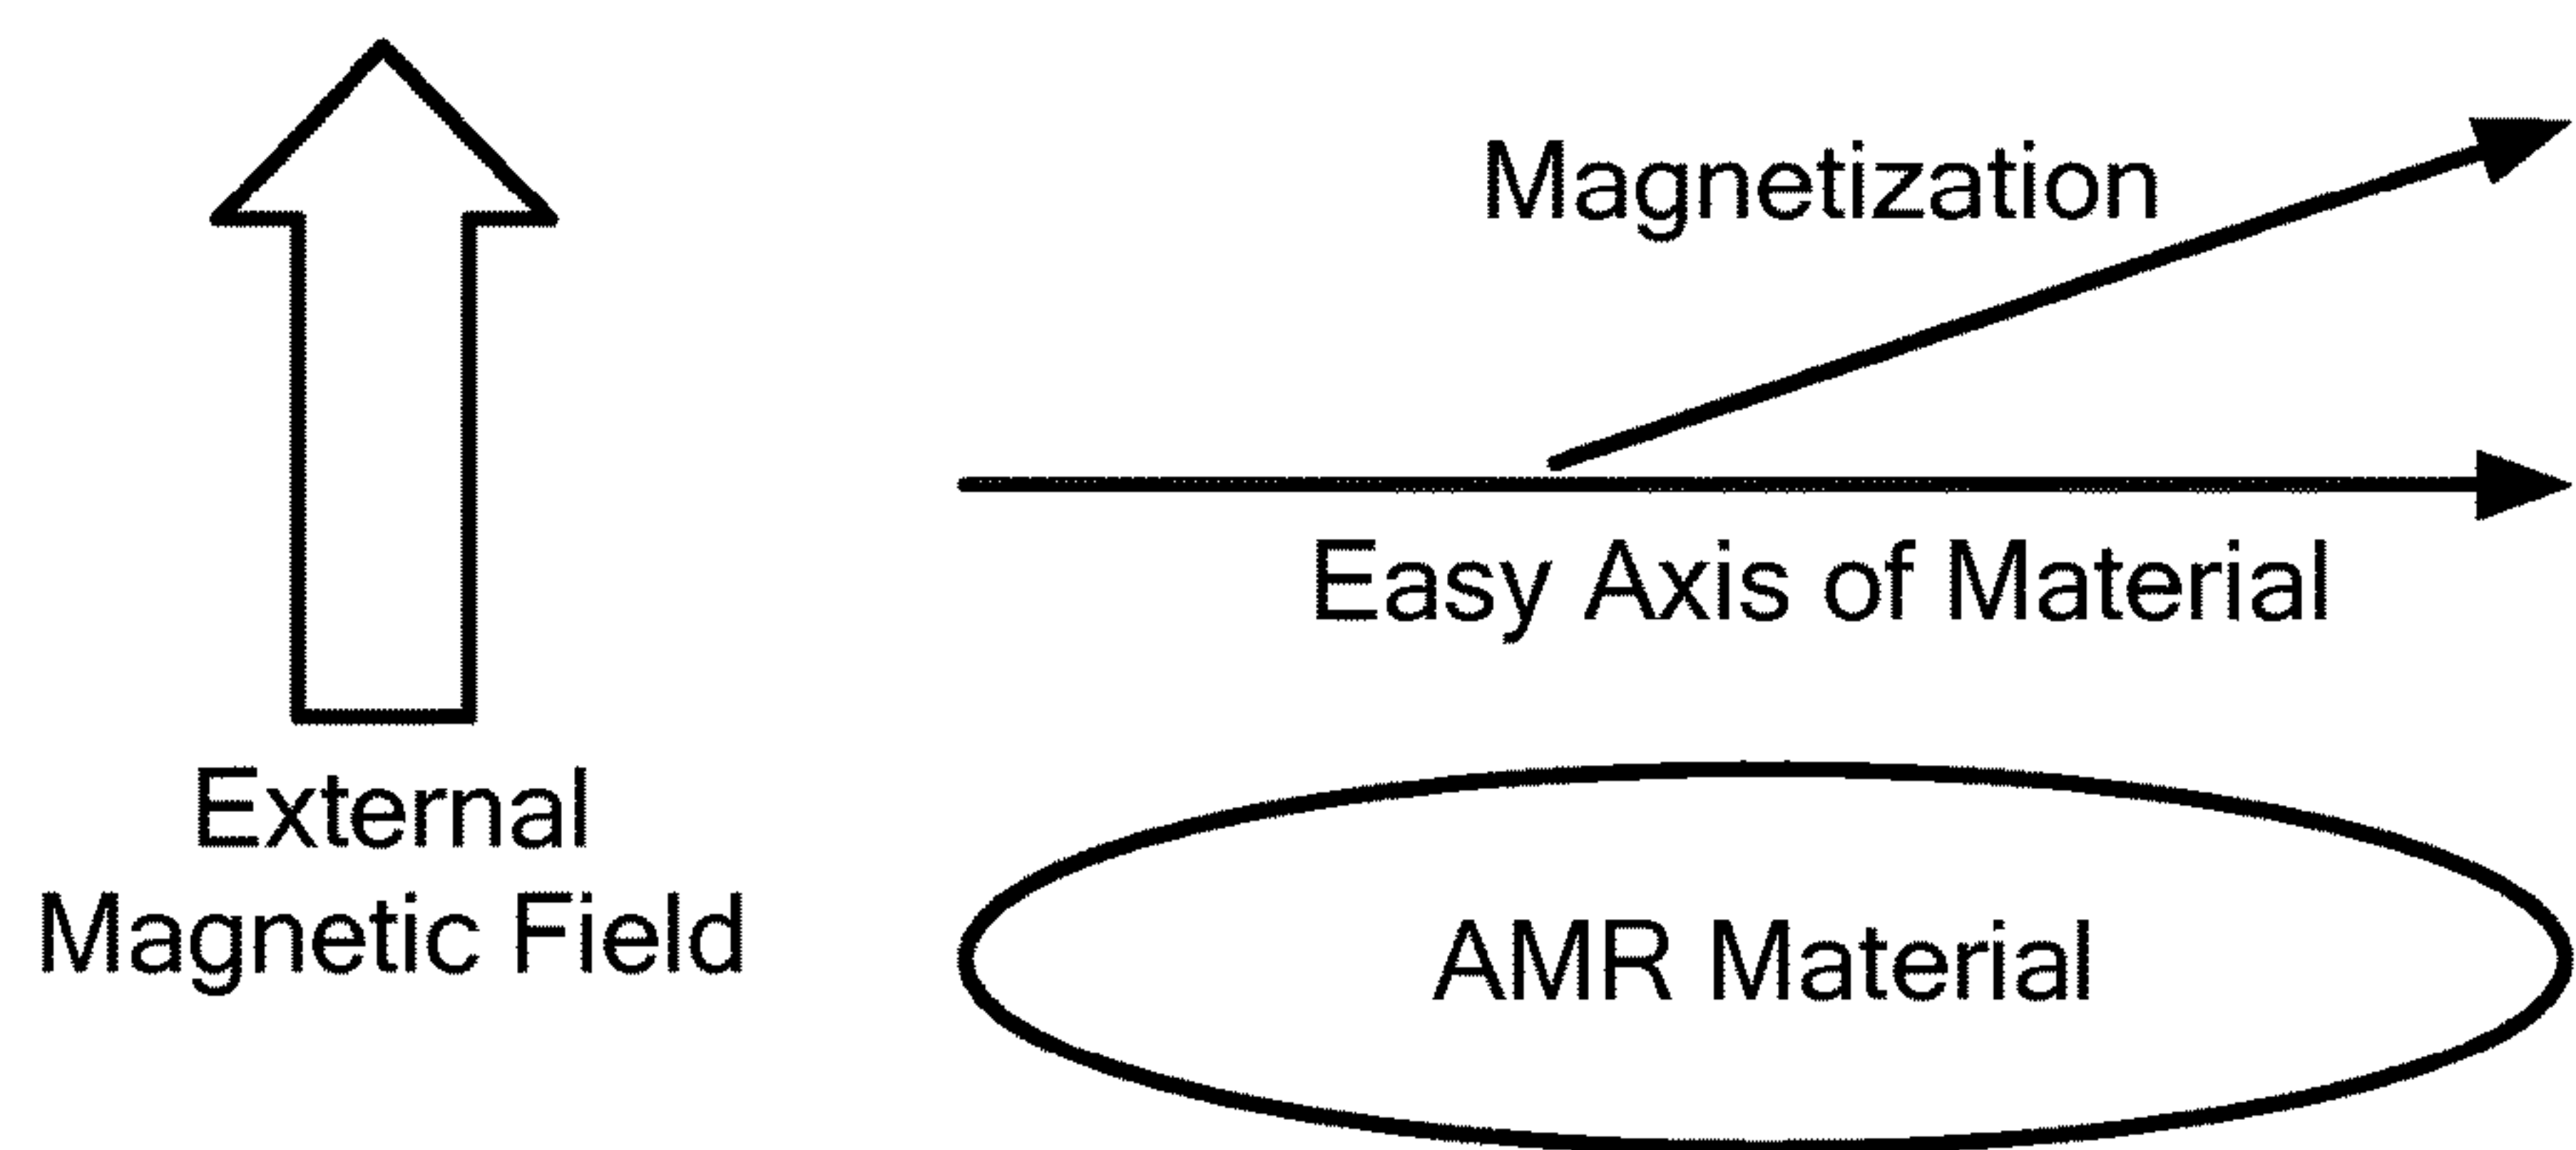 Magnetization
Easy Axis of Material
External
Magnetic Field
AMR Material